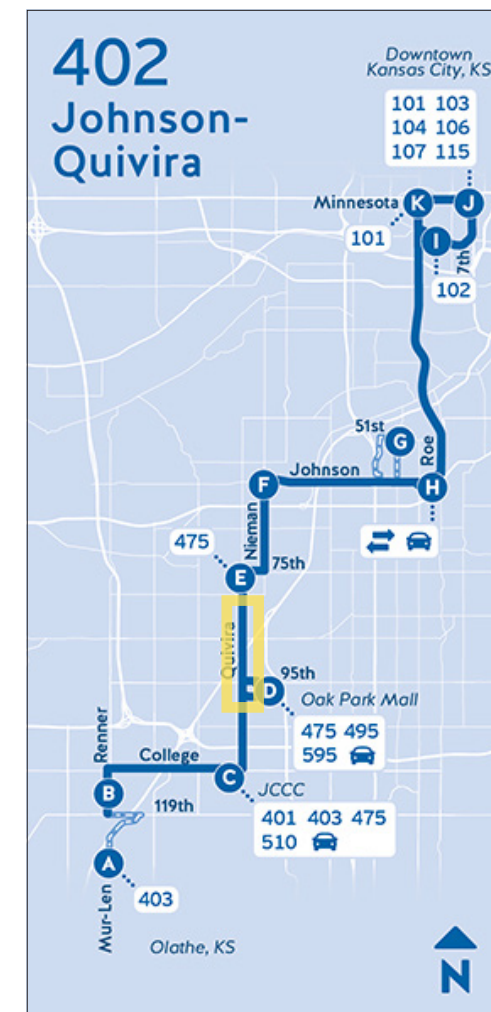 402
Johnson-
Quivira
Downtown
Kansas City, KS
101 103
104 106
107 115
Minnesota
K
J
101
I
7th
102
51st
G
Roe
Johnson
F
H
Nieman
475
75th
E
Quivira
95th
D
Oak Park Mall
475 495
595
Renner
College
C
JCCC
B
119th
401 403 475
510
A
403
Mur-Len
Olathe, KS
N